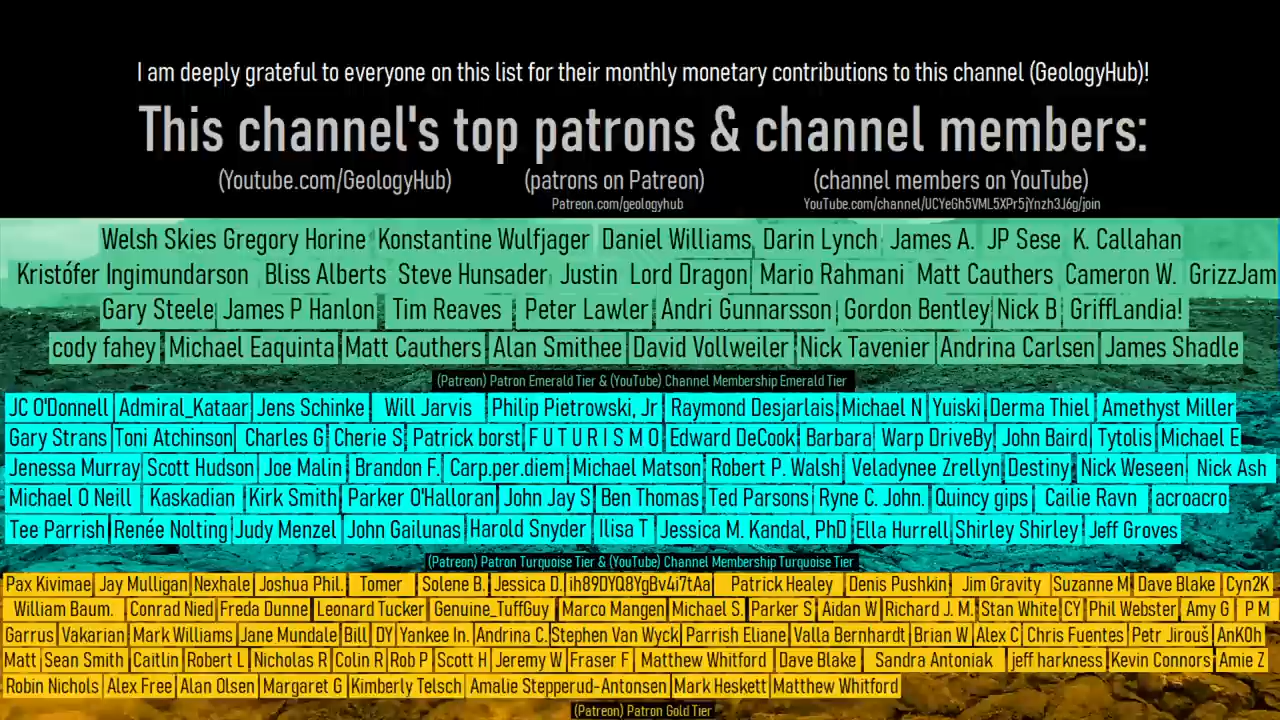 I am deeply grateful to everyone on this list for their monthly monetary contributions to this channel (GeologyHub)!
This channel's top patrons & channel members:
(Youtube.com/GeologyHub) (patrons on Patreon) (channel members on YouTube)
Patreon.com/geologyhub YouTube.com/channel/UCYeGh5VML5XPr5jYnzh3J6g/join
Welsh Skies Gregory Horine Konstantine Wulfjager Daniel Williams Darin Lynch James A. JP Sese K. Callahan
Kristófer Ingimundarson Bliss Alberts Steve Hunsader Justin Lord Dragon Mario Rahmani Matt Cauthers Cameron W. GrizzJam
Gary Steele James P Hanlon Tim Reaves Peter Lawler Andri Gunnarsson Gordon Bentley Nick B GriffLandia!
cody fahey Michael Eaquinta Matt Cauthers Alan Smithee David Vollweiler Nick Tavenier Andrina Carlsen James Shadle
(Patreon) Patron Emerald Tier & (YouTube) Channel Membership Emerald Tier
JC O'Donnell Admiral_Kataar Jens Schinke Will Jarvis Philip Pietrowski, Jr Raymond Desjarlais Michael N Yuiski Derma Thiel Amethyst Miller
Gary Strans Toni Atchinson Charles G Cherie S Patrick borst F U T U R I S M O Edward DeCook Barbara Warp DriveBy John Baird Tytolis Michael E
Jenessa Murray Scott Hudson Joe Malin Brandon F. Carp.per.diem Michael Matson Robert P. Walsh Veladynee Zrellyn Destiny Nick Weseen Nick Ash
Michael O Neill Kaskadian Kirk Smith Parker O'Halloran John Jay S Ben Thomas Ted Parsons Ryne C. John. Quincy gips Cailie Ravn acroacro
Tee Parrish Renée Nolting Judy Menzel John Gailunas Harold Snyder Ilisa T Jessica M. Kandal, PhD Ella Hurrell Shirley Shirley Jeff Groves
(Patreon) Patron Turquoise Tier & (YouTube) Channel Membership Turquoise Tier
Pax Kivimae Jay Mulligan Nexhale Joshua Phil. Tomer Solene B. Jessica D. ih89DYQ8YgBv4i7tAa Patrick Healey Denis Pushkin Jim Gravity Suzanne M Dave Blake Cyn2K
William Baum. Conrad Nied Freda Dunne Leonard Tucker Genuine_TuffGuy Marco Mangen Michael S. Parker S Aidan W Richard J. M. Stan White CY Phil Webster Amy G P M
Garrus Vakarian Mark Williams Jane Mundale Bill DY Yankee In. Andrina C. Stephen Van Wyck Parrish Eliane Valla Bernhardt Brian W Alex C Chris Fuentes Petr Jirouš AnKOh
Matt Sean Smith Caitlin Robert L Nicholas R Colin R Rob P Scott H Jeremy W Fraser F Matthew Whitford Dave Blake Sandra Antoniak jeff harkness Kevin Connors Amie Z
Robin Nichols Alex Free Alan Olsen Margaret G Kimberly Telsch Amalie Stepperud-Antonsen Mark Heskett Matthew Whitford
(Patreon) Patron Gold Tier